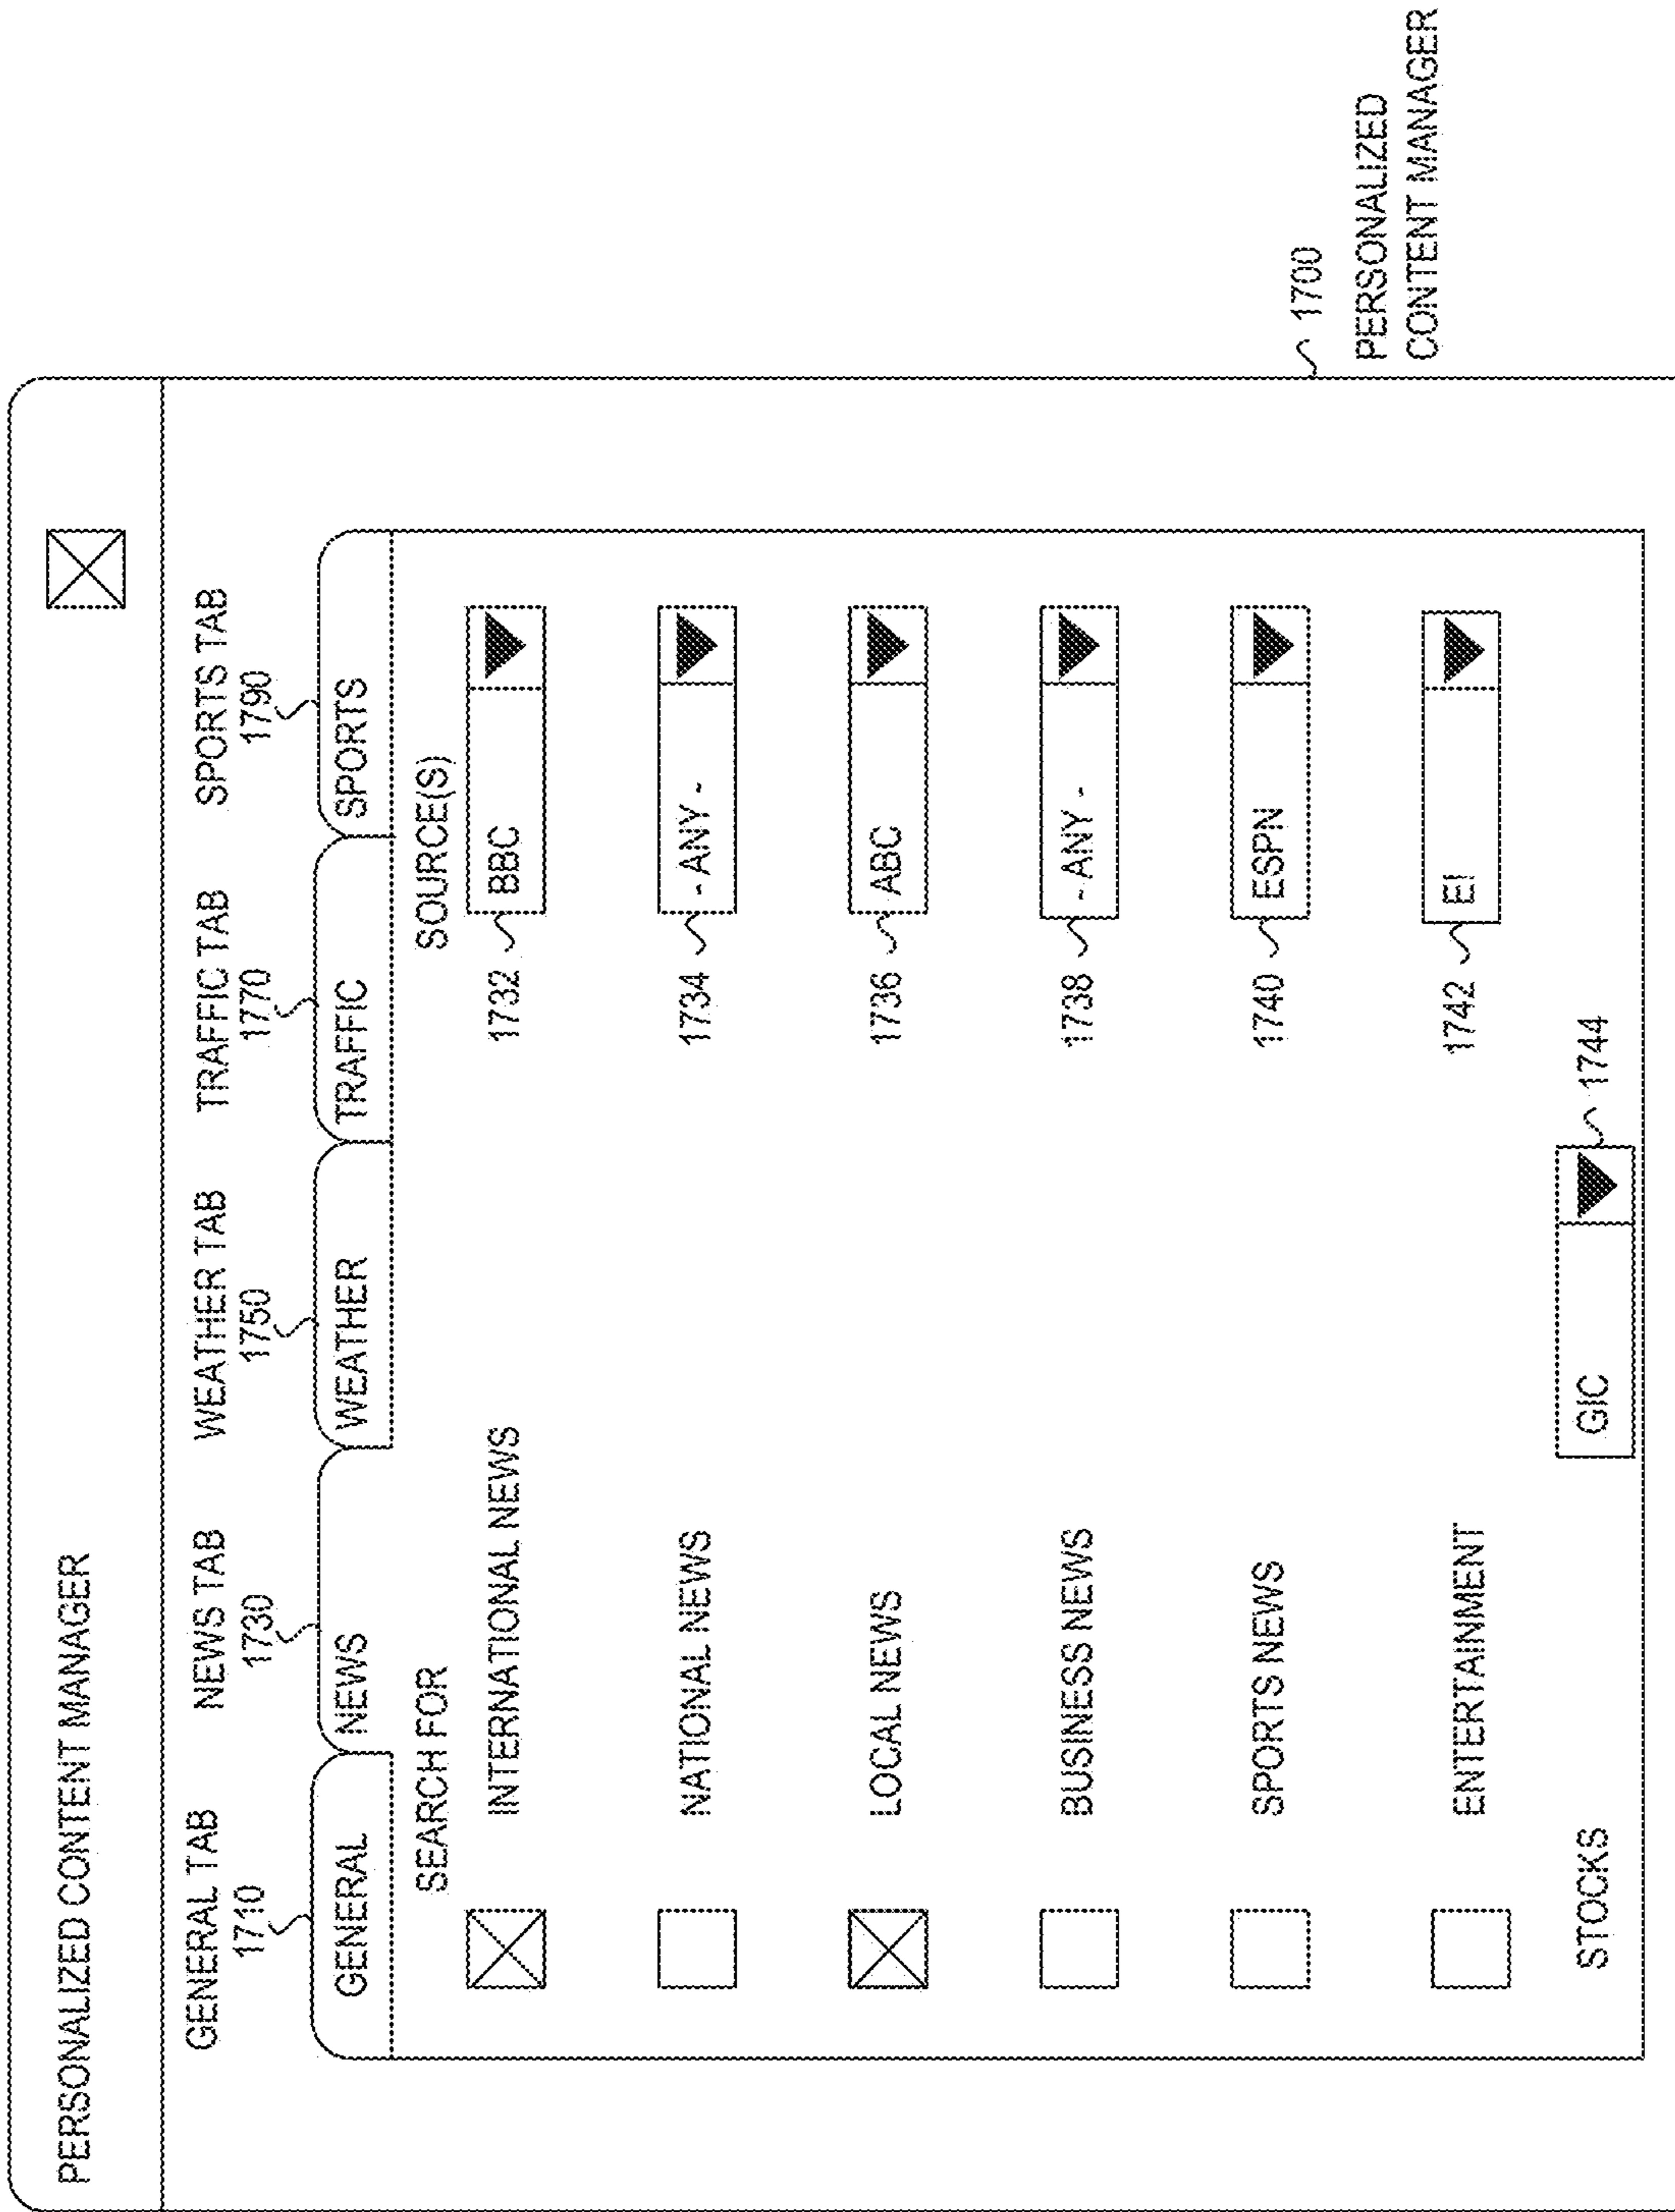 PERSONALIZED CONTENT MANAGER
GENERAL TAB NEWS TAB WEATHER TAB TRAFFIC TAB SPORTS TAB
1710 1730 1750 1770 1790
GENERAL NEWS WEATHER TRAFFIC SPORTS
SEARCH FOR SOURCE(S)
INTERNATIONAL NEWS 1732 BBC
NATIONAL NEWS 1734 - ANY -
LOCAL NEWS 1736 ABC
BUSINESS NEWS 1738 - ANY -
SPORTS NEWS 1740 ESPN
ENTERTAINMENT 1742 E!
STOCKS GIC 1744
1700
PERSONALIZED
CONTENT MANAGER